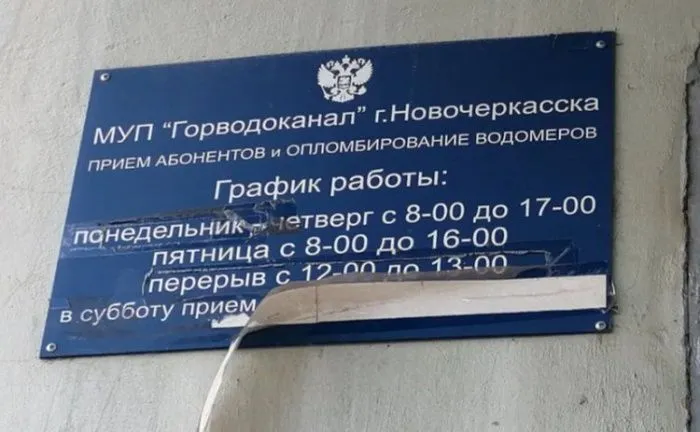 МУП "Горводоканал" г.Новочеркасска
ПРИЕМ АБОНЕНТОВ и ОПЛОМБИРОВАНИЕ ВОДОМЕРОВ
График работы:
понедельник - четверг с 8-00 до 17-00
пятница с 8-00 до 16-00
перерыв с 12-00 до 13-00
в субботу прием